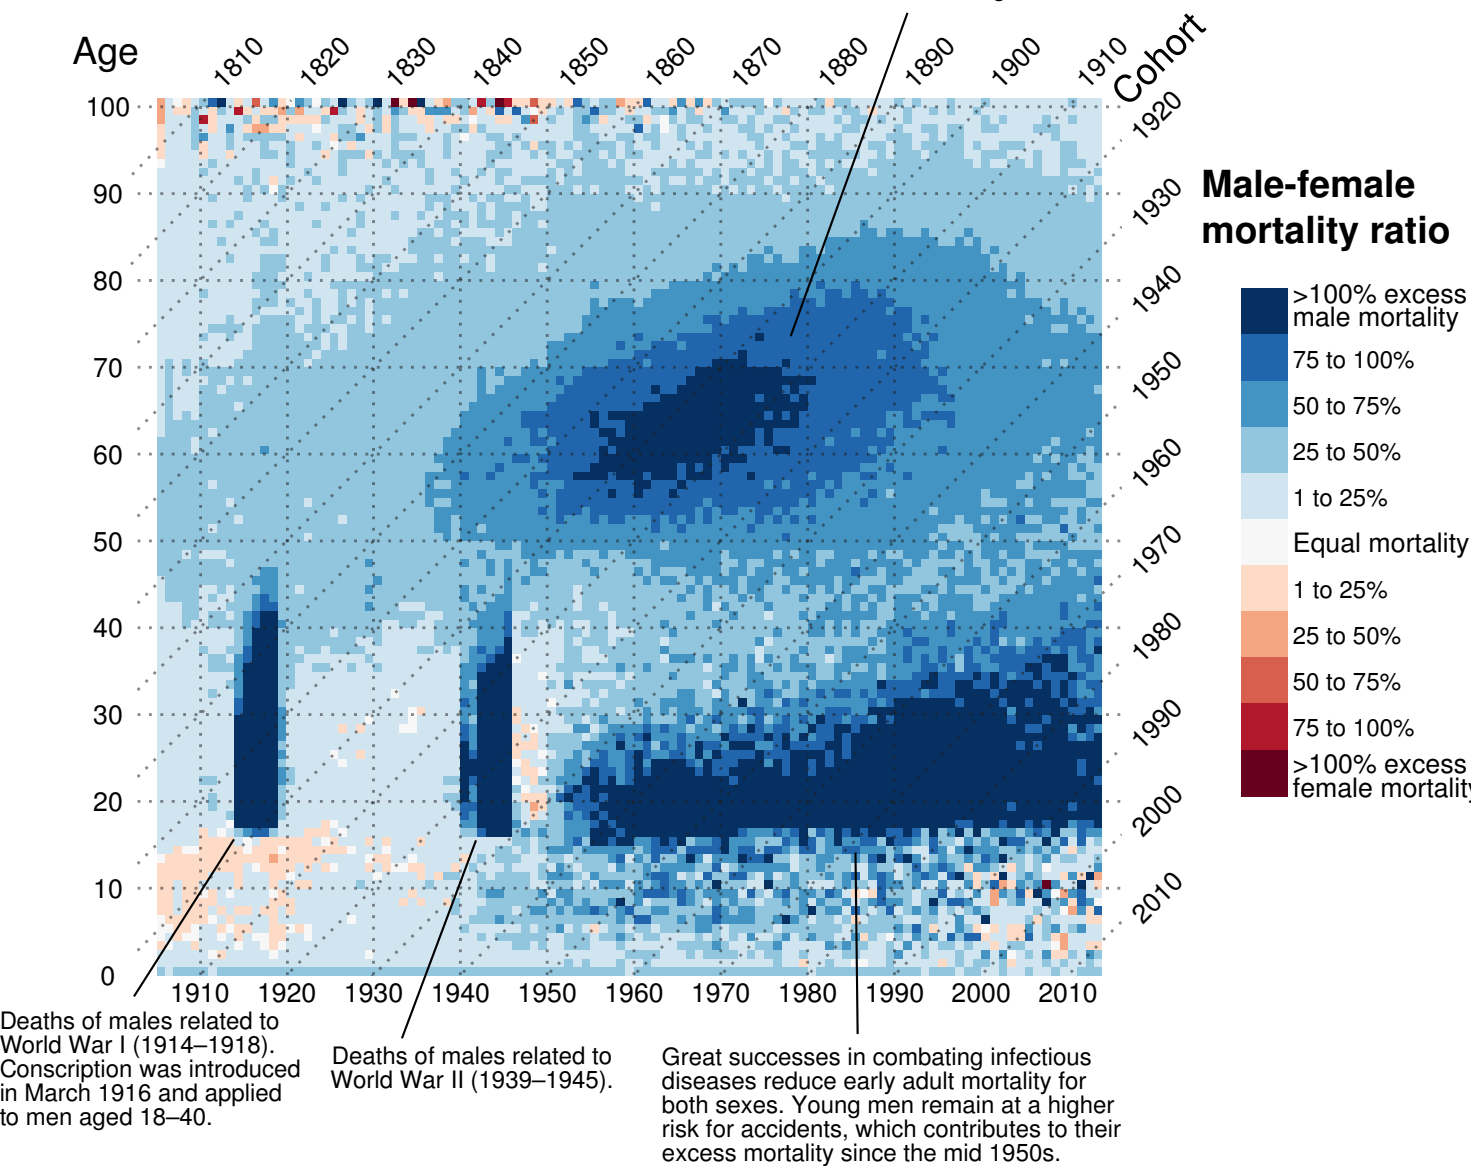 Age
1810
1820
1830
1840
1850
1860
1870
1880
1890
1900
1910
Cohort
1920
1930
1940
1950
1960
1970
1980
1990
2000
2010
100
90
80
70
60
50
40
30
20
10
0
1910 1920 1930 1940 1950 1960 1970 1980 1990 2000 2010
Male-female
mortality ratio
>100% excess
male mortality
75 to 100%
50 to 75%
25 to 50%
1 to 25%
Equal mortality
1 to 25%
25 to 50%
50 to 75%
75 to 100%
>100% excess
female mortality
Deaths of males related to
World War I (1914–1918).
Conscription was introduced
in March 1916 and applied
to men aged 18–40.
Deaths of males related to
World War II (1939–1945).
Great successes in combating infectious
diseases reduce early adult mortality for
both sexes. Young men remain at a higher
risk for accidents, which contributes to their
excess mortality since the mid 1950s.